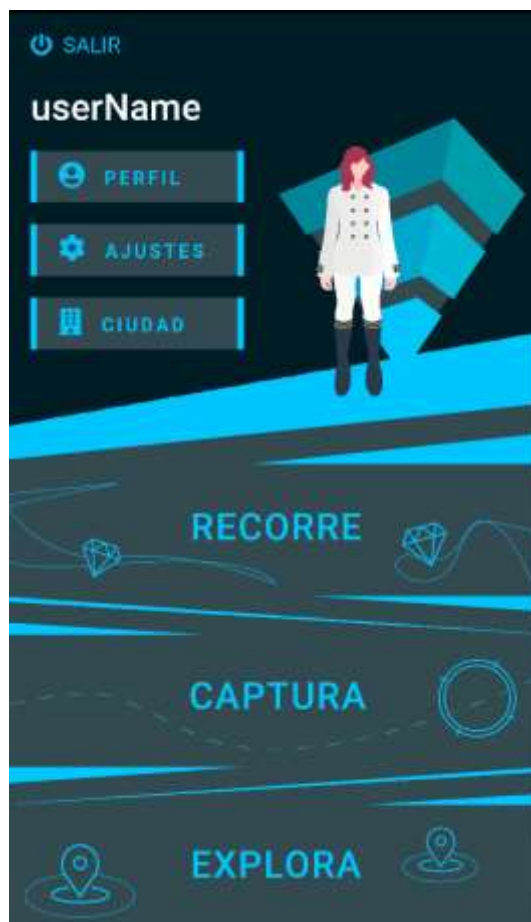 SALIR
userName
PERFIL
AJUSTES
CIUDAD
RECORRE
CAPTURA
EXPLORA